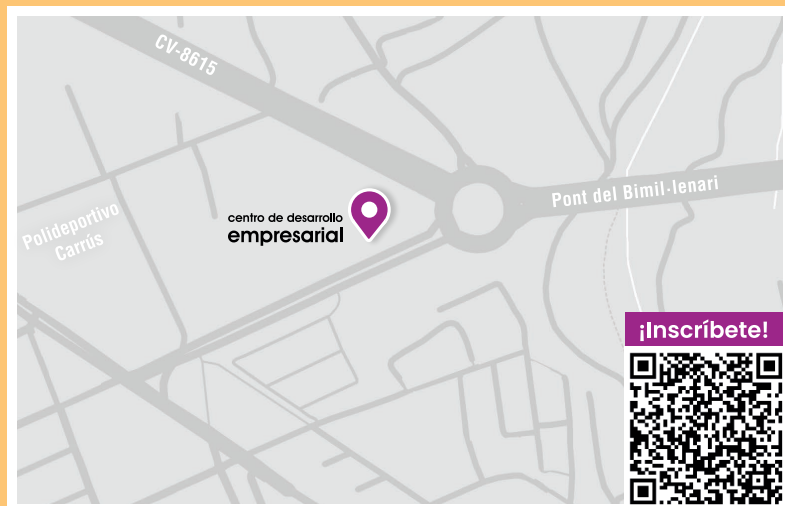 CV-8615
Pont del Bimil·lenari
Polideportivo
Carrús
centro de desarrollo
empresarial
¡Inscríbete!